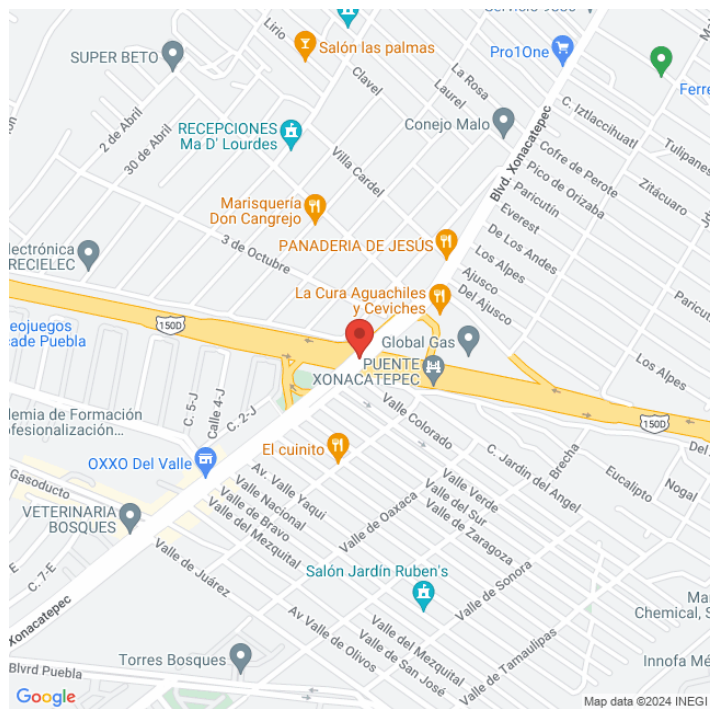 Servicio 9860
Lirio
Salón las palmas
SUPER BETO
Pro1One
Clavel
La Rosa
Laurel
Ferre
C. Iztlaccihuatl
2 de Abril
30 de Abril
RECEPCIONES
Ma D' Lourdes
Conejo Malo
Blvd. Xonacatepec
Tulipanes
Villa Cardel
Cofre de Perote
Pico de Orizaba
Zitácuaro
Paricutín
Marisquería
Don Cangrejo
Everest
De Los Andes
3 de Octubre
PANADERIA DE JESÚS
Los Alpes
lectrónica
RECIELEC
Ajusco
Del Ajusco
La Cura Aguachiles
y Ceviches
Paricutín
150D
eojuegos
cade Puebla
Global Gas
PUENTE
XONACATEPEC
Los Alpes
C. 5-J
Calle 4-J
C. 2-J
demia de Formación
ofesionalización...
Valle Colorado
150D
Del
El cuinito
OXXO Del Valle
C. Jardín del Angel
Brecha
Gasoducto
Av. Valle Yaqui
Valle Nacional
Valle de Bravo
Valle del Mezquital
Valle Verde
Valle del Sur
Valle de Zaragoza
Eucalipto
Nogal
VETERINARIA
BOSQUES
Valle de Oaxaca
Valle de Juárez
C. 7-E
E
Salón Jardín Ruben's
Valle de Sonora
Xonacatepec
Av Valle de Olivos
Valle del Mezquital
Valle de San José
Valle de Tamaulipas
Mar
Chemical, S
Torres Bosques
Blvrd Puebla
Innofa Mé
Google
Map data ©2024 INEGI